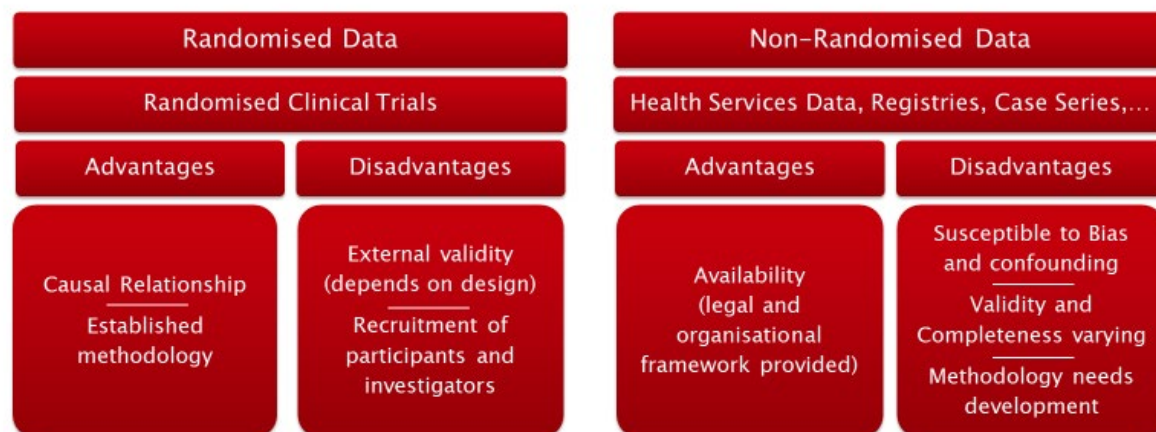 Randomised Data
Randomised Clinical Trials
Advantages
Disadvantages
Causal Relationship
Established
methodology
External validity
(depends on design)
Recruitment of
participants and
investigators
Non-Randomised Data
Health Services Data, Registries, Case Series,...
Advantages
Disadvantages
Availability
(legal and
organisational
framework provided)
Susceptible to Bias
and confounding
Validity and
Completeness varying
Methodology needs
development